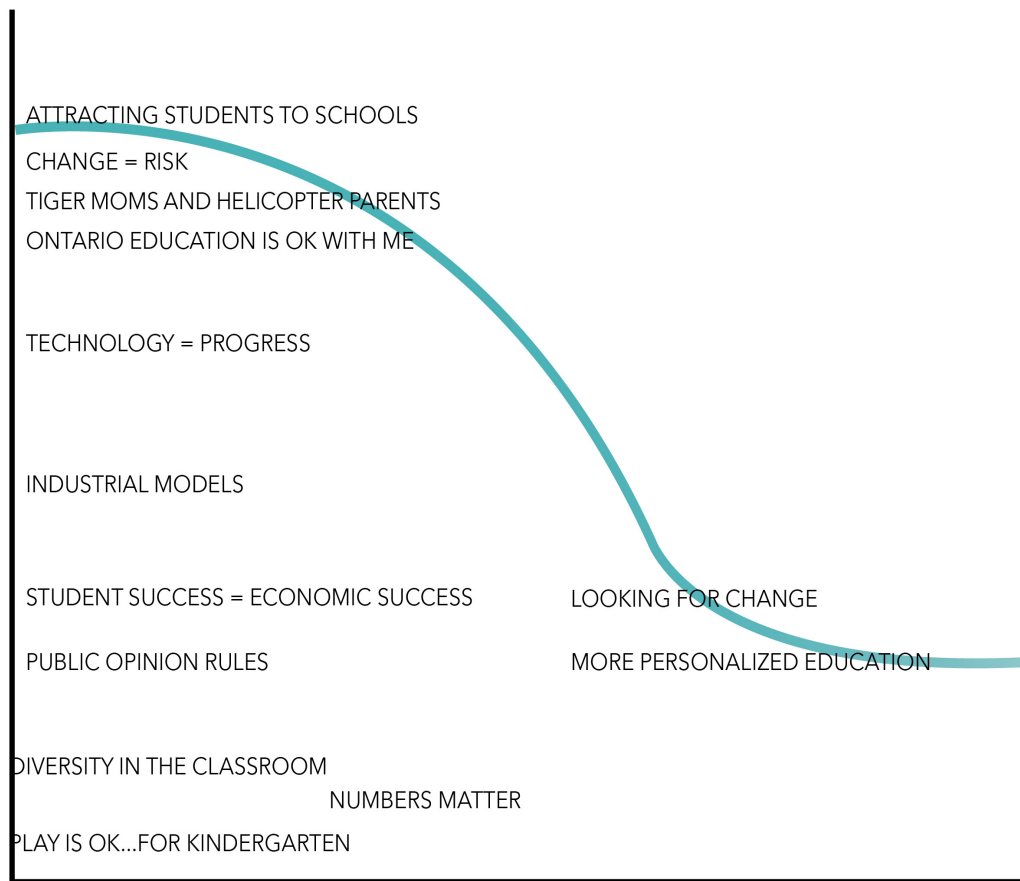 ATTRACTING STUDENTS TO SCHOOLS
CHANGE = RISK
TIGER MOMS AND HELICOPTER PARENTS
ONTARIO EDUCATION IS OK WITH ME
TECHNOLOGY = PROGRESS
INDUSTRIAL MODELS
STUDENT SUCCESS = ECONOMIC SUCCESS
LOOKING FOR CHANGE
PUBLIC OPINION RULES
MORE PERSONALIZED EDUCATION
DIVERSITY IN THE CLASSROOM
NUMBERS MATTER
PLAY IS OK...FOR KINDERGARTEN